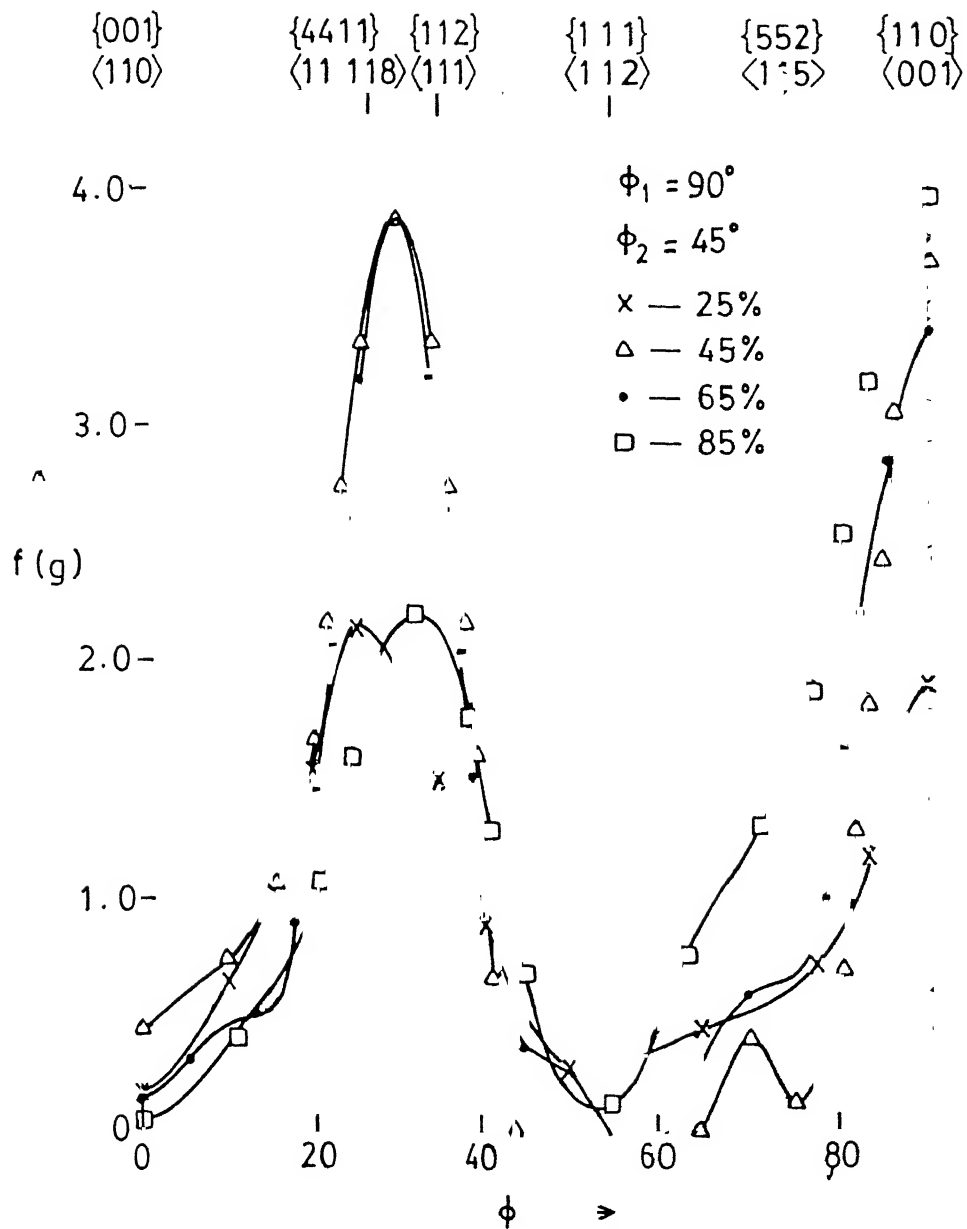 {001} {4411} {112} {111} {552} {110}
⟨110⟩ ⟨11 118⟩ ⟨111⟩ ⟨112⟩ ⟨001⟩
4.0
ϕ1 = 90°
ϕ2 = 45°
× — 25%
△ — 45%
• — 65%
□ — 85%
3.0
f(g)
2.0
1.0
0
0 20 40 60 80
ϕ →